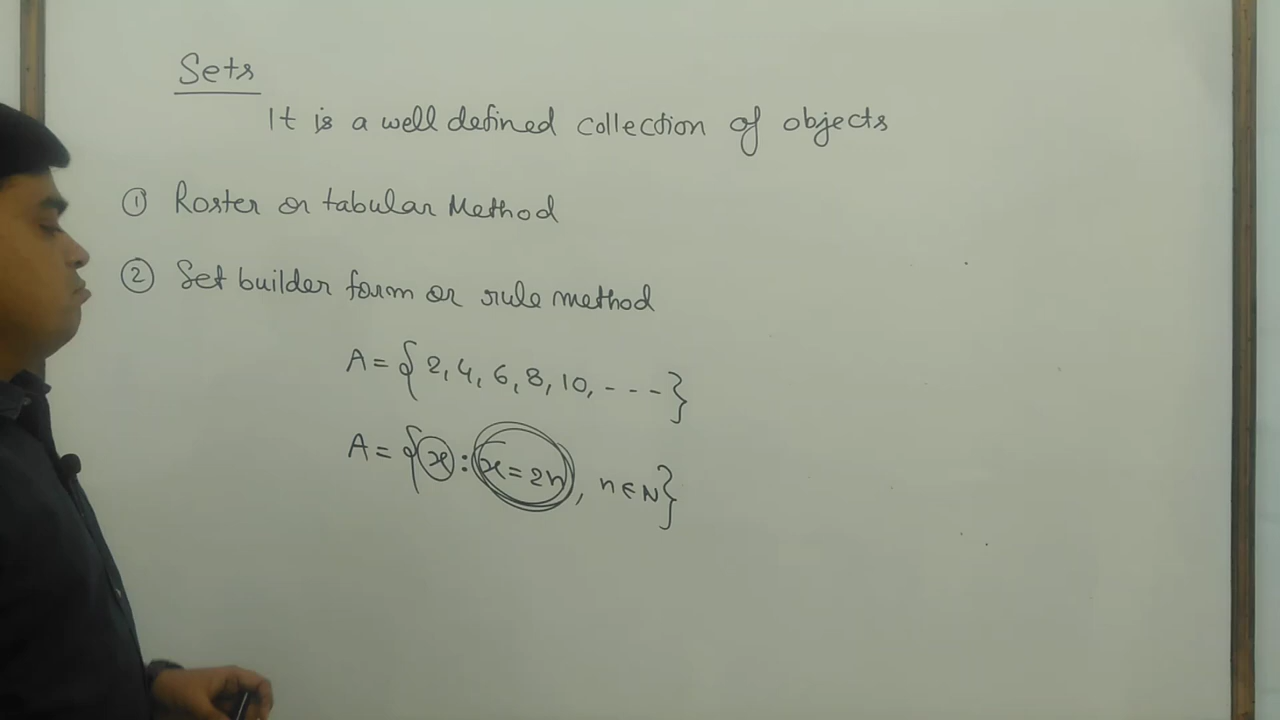 Sets
It is a well defined collection of objects
① Roster or tabular Method
② Set builder form or rule method
A = {2, 4, 6, 8, 10, - - - }
A = {x : x = 2n, n ∈ N}